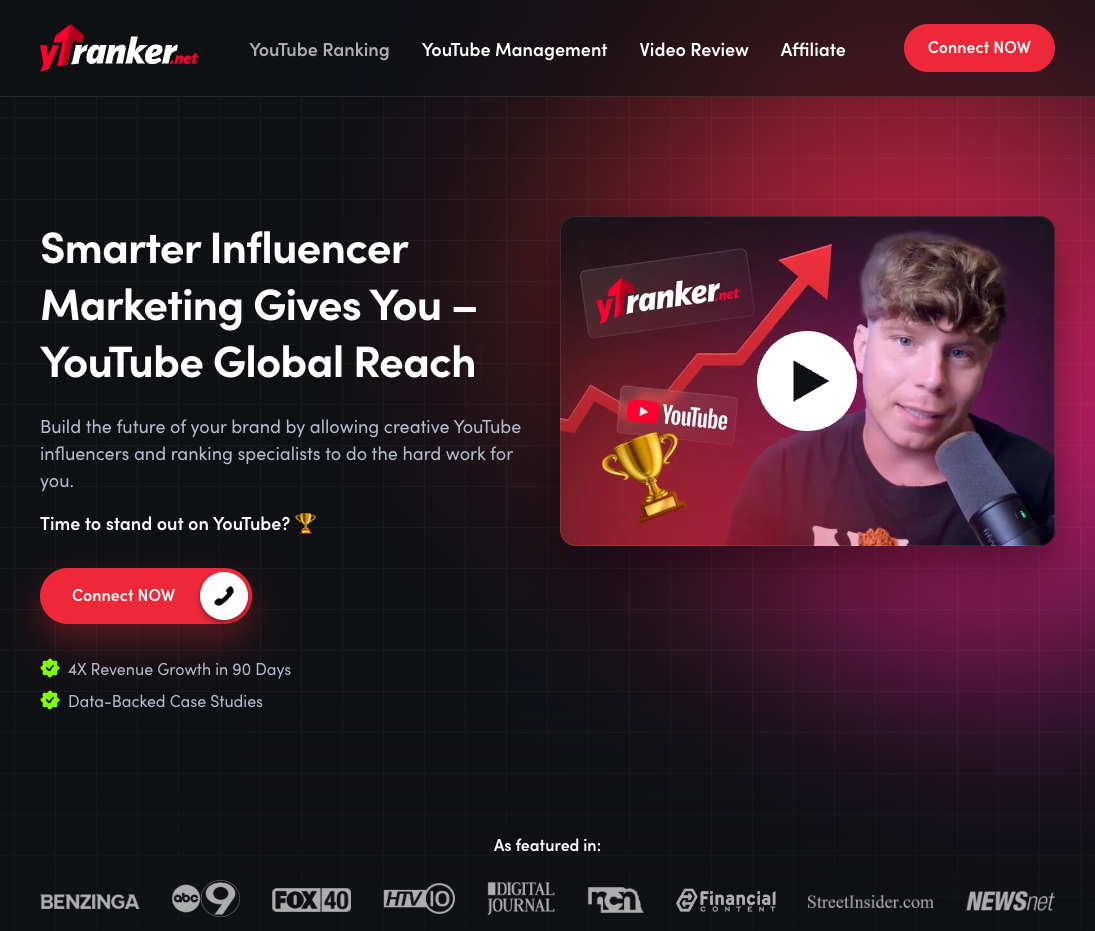 ytranker.net
YouTube Ranking
YouTube Management
Video Review
Affiliate
Connect NOW
Smarter Influencer
Marketing Gives You –
YouTube Global Reach
Build the future of your brand by allowing creative YouTube
influencers and ranking specialists to do the hard work for
you.
Time to stand out on YouTube? 🏆
Connect NOW
4X Revenue Growth in 90 Days
Data-Backed Case Studies
ytranker.net
YouTube
As featured in:
BENZINGA
abc 9
FOX 40
HTV 10
DIGITAL
JOURNAL
ncn
Financial
CONTENT
StreetInsider.com
NEWSnet